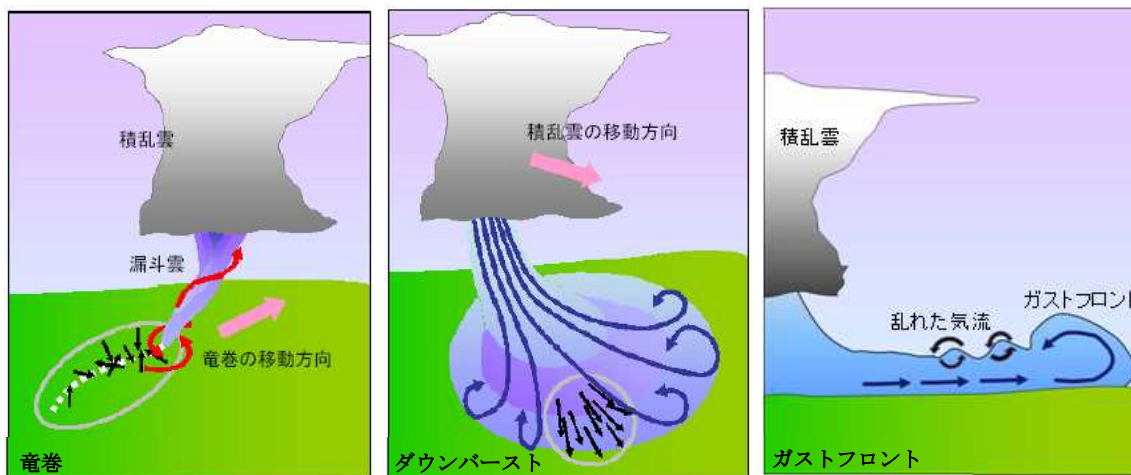 積乱雲
漏斗雲
竜巻の移動方向
竜巻
積乱雲の移動方向
ダウンバースト
積乱雲
ガストフロント
乱れた気流
ガストフロント